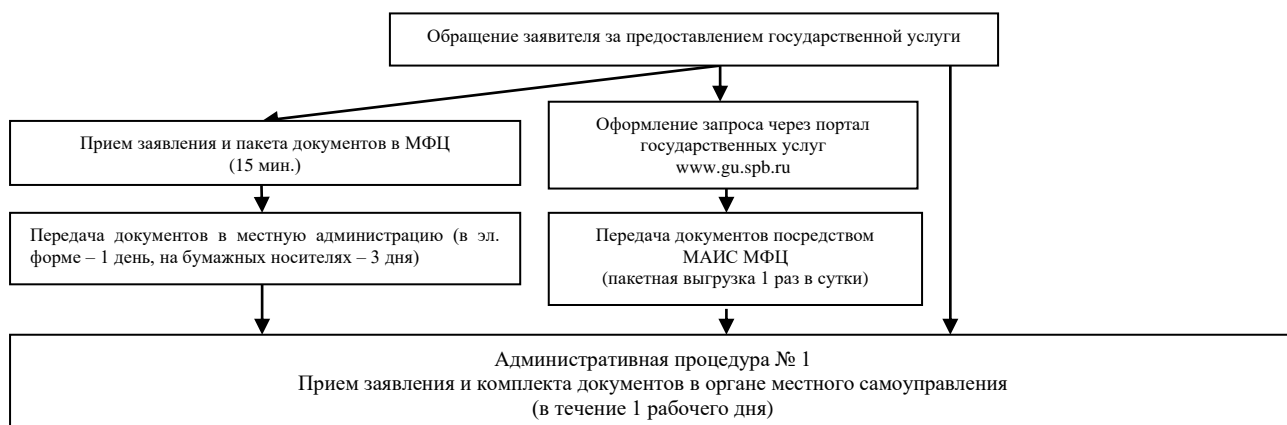 Обращение заявителя за предоставлением государственной услуги
Прием заявления и пакета документов в МФЦ
(15 мин.)
Оформление запроса через портал
государственных услуг
www.gu.spb.ru
Передача документов в местную администрацию (в эл.
форме – 1 день, на бумажных носителях – 3 дня)
Передача документов посредством
МАИС МФЦ
(пакетная выгрузка 1 раз в сутки)
Административная процедура № 1
Прием заявления и комплекта документов в органе местного самоуправления
(в течение 1 рабочего дня)